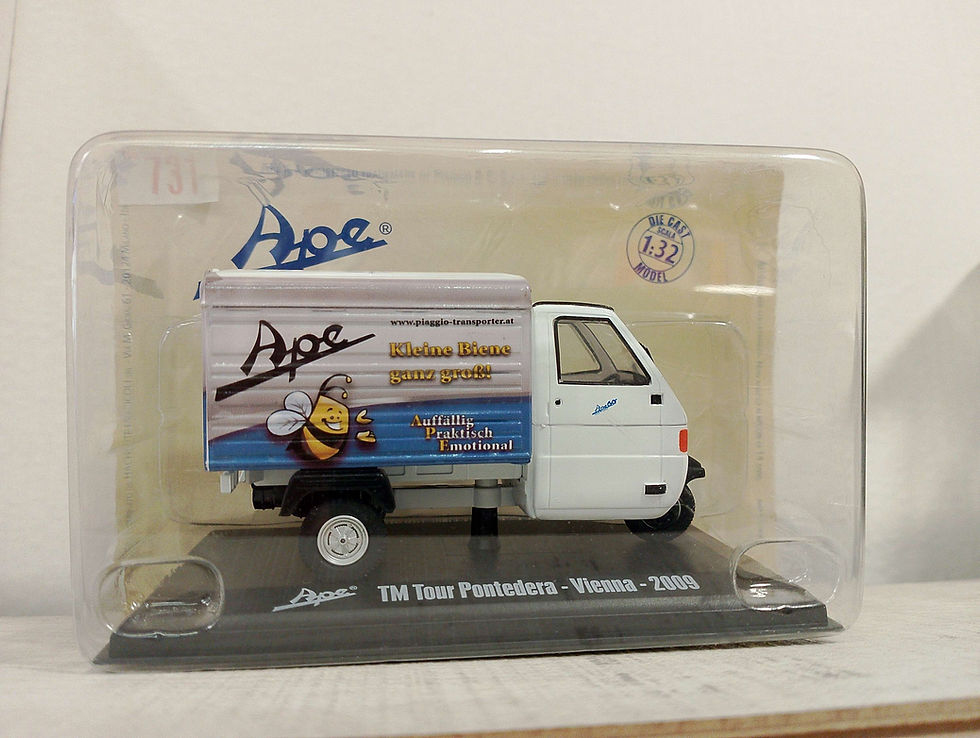 731
Ape®
DIE CAST
SCALA
1:32
MODEL
Ape
www.piaggio-transporter.at
Kleine Biene
ganz groß!
Auffällig
Praktisch
Emotional
Ape® TM Tour Pontedera - Vienna - 2009